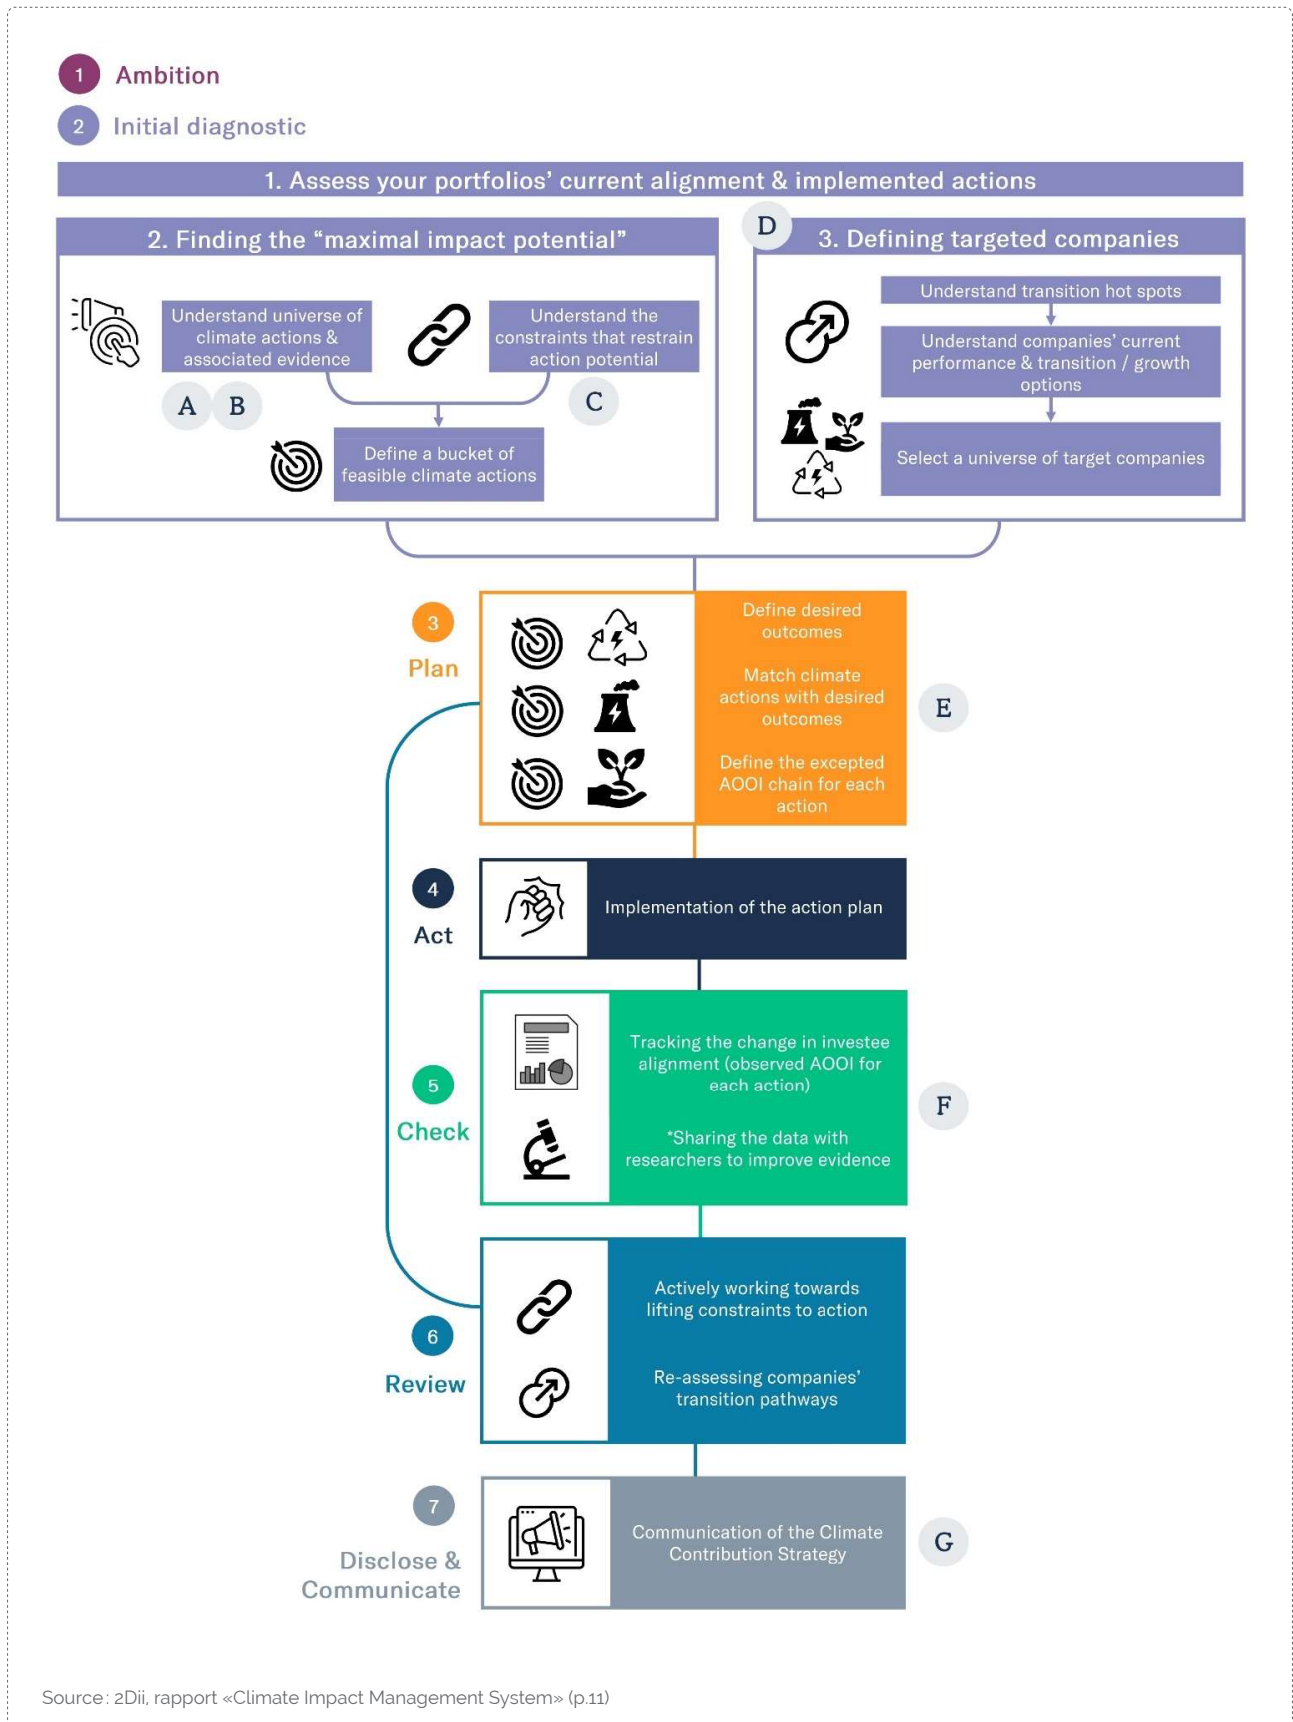 1 Ambition
2 Initial diagnostic
1. Assess your portfolios’ current alignment & implemented actions
2. Finding the “maximal impact potential”
Understand universe of
climate actions &
associated evidence
A B
Understand the
constraints that restrain
action potential
C
Define a bucket of
feasible climate actions
D
3. Defining targeted companies
Understand transition hot spots
Understand companies’ current
performance & transition / growth
options
Select a universe of target companies
3
Plan
Define desired
outcomes
Match climate
actions with desired
outcomes
Define the excepted
AOOI chain for each
action
E
4
Act
Implementation of the action plan
5
Check
Tracking the change in investee
alignment (observed AOOI for
each action)
*Sharing the data with
researchers to improve evidence
F
6
Review
Actively working towards
lifting constraints to action
Re-assessing companies’
transition pathways
7
Disclose &
Communicate
Communication of the Climate
Contribution Strategy
G
Source : 2Dii, rapport «Climate Impact Management System» (p.11)